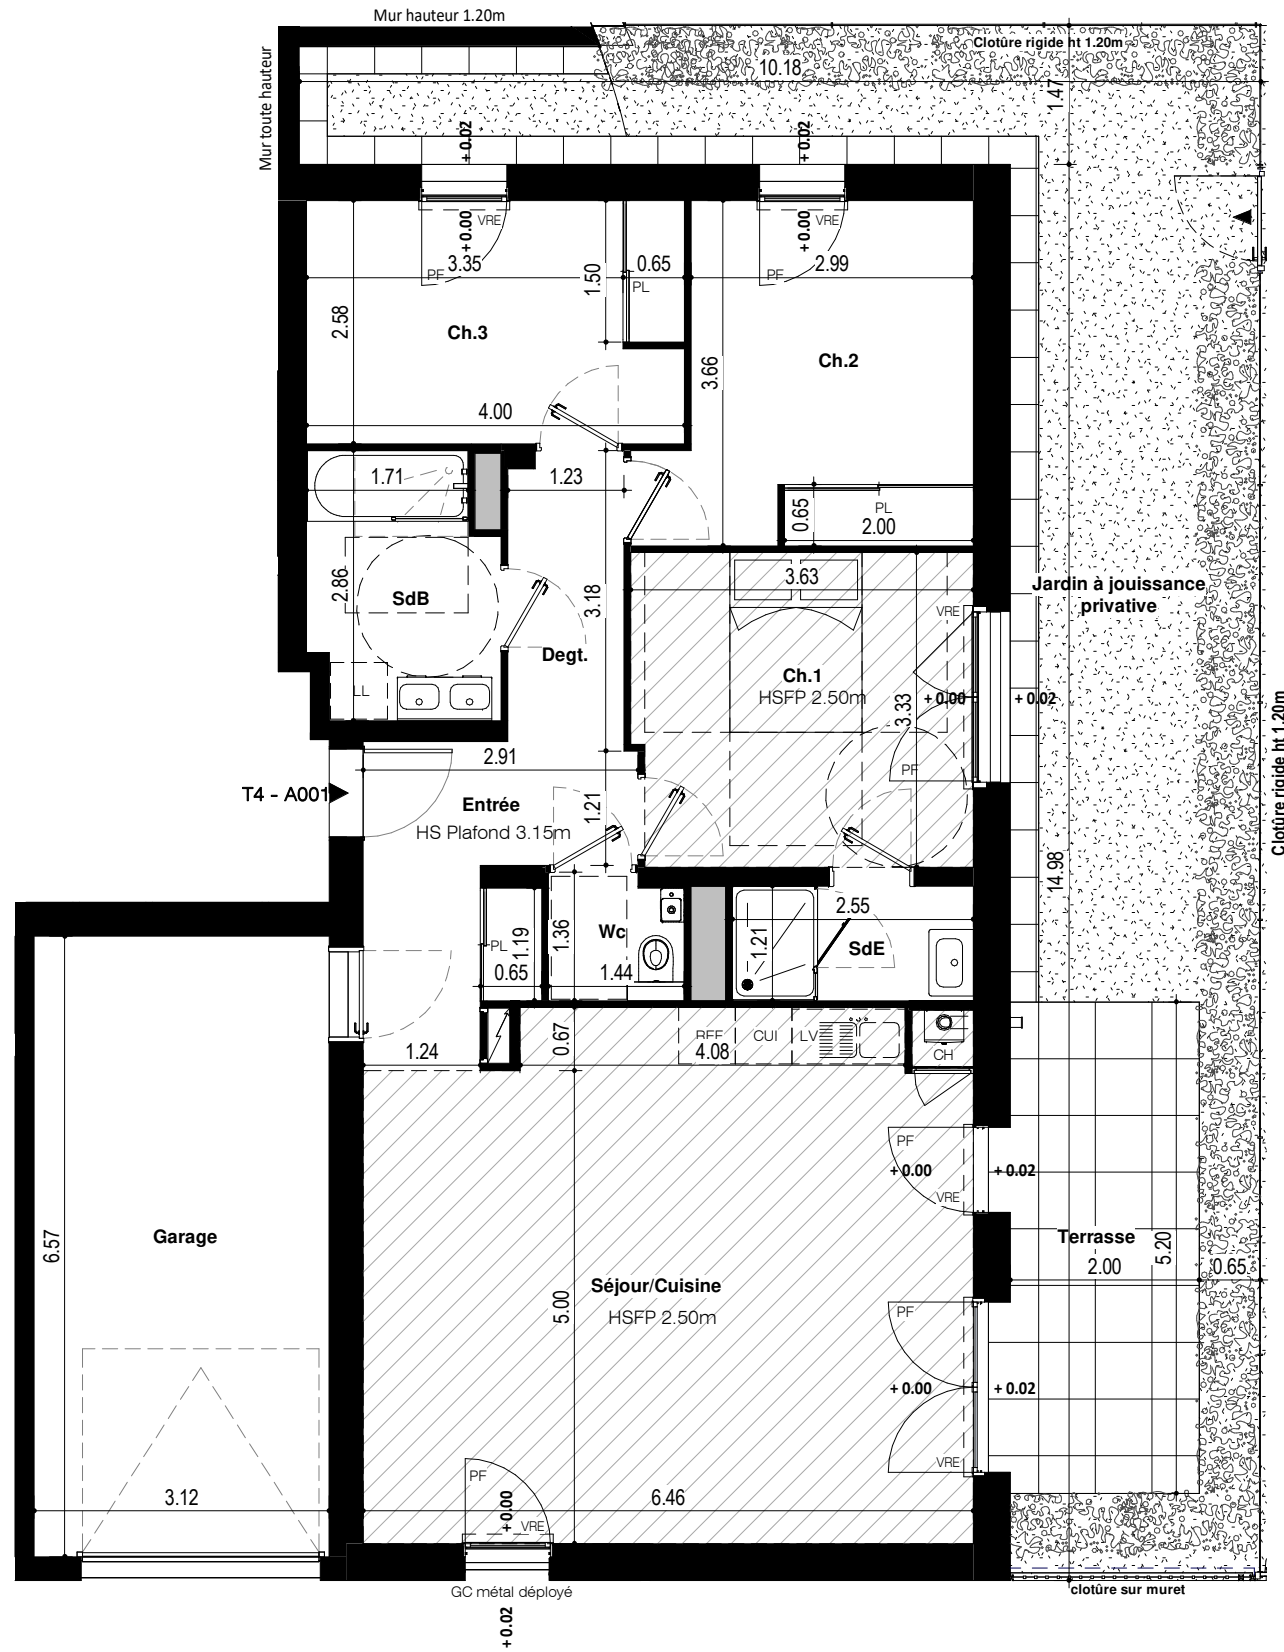 Mur hauteur 1.20m
Clotûre rigide ht 1.20m
Mur toute hauteur
10.18
1.47
+ 0.02
+ 0.02
VRE
+ 0.00
PF
3.35
1.50
0.65
PL
VRE
+ 0.00
PF
2.99
2.58
Ch.3
Ch.2
3.66
4.00
1.71
1.23
0.65
PL
2.00
2.86
SdB
3.18
Degt.
3.63
Jardin à jouissance
privative
VRE
Ch.1
HSFP 2.50m
3.33
+ 0.00
+ 0.02
PF
LL
2.91
T4 - A001
Entrée
HS Plafond 3.15m
1.21
14.98
Clotûre rigide ht 1.20m
PL
1.19
0.65
1.36
Wc
1.44
1.21
2.55
SdE
1.24
0.67
REF
CUI
LV
4.08
CH
PF
+ 0.00
+ 0.02
VRE
Garage
6.57
Terrasse
5.20
2.00
0.65
Séjour/Cuisine
HSFP 2.50m
5.00
PF
+ 0.00
+ 0.02
VRE
3.12
PF
+ 0.00
VRE
6.46
GC métal déployé
clotûre sur muret
+ 0.02